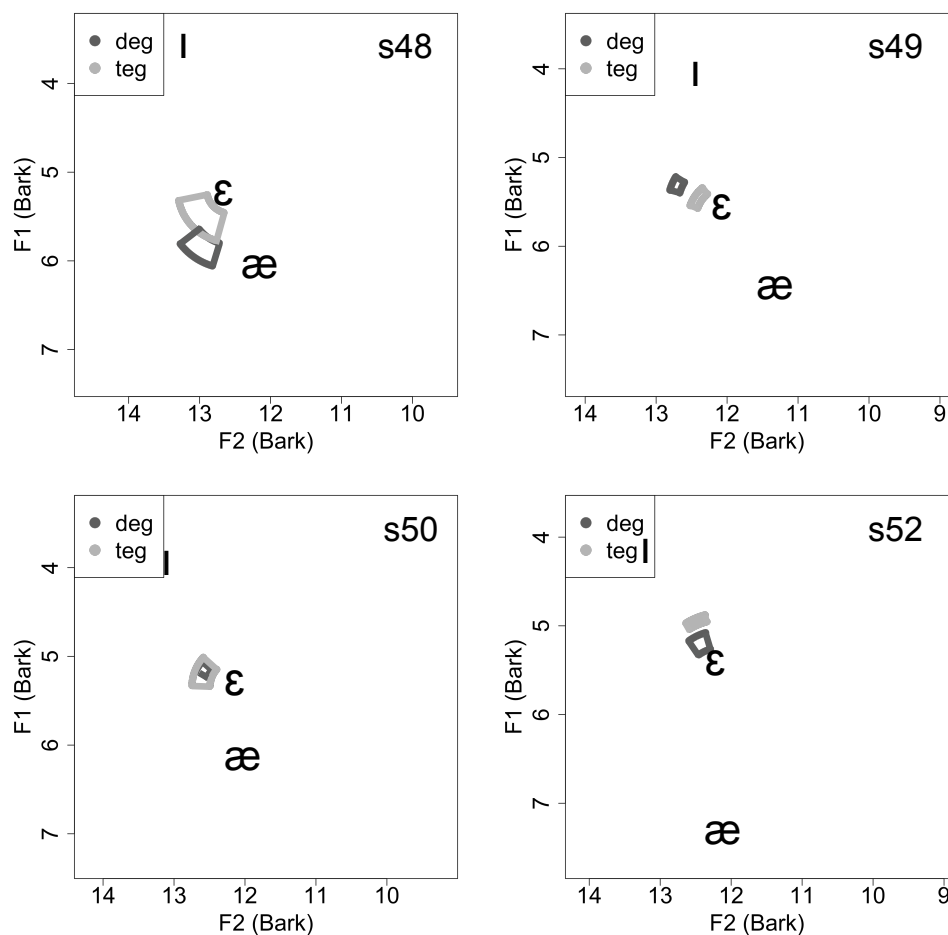 deg
teg
I
s48
4
5
6
7
ɛ
æ
F1 (Bark)
14 13 12 11 10
F2 (Bark)
deg
teg
I
s49
4
5
6
7
ɛ
æ
F1 (Bark)
14 13 12 11 10 9
F2 (Bark)
deg
teg
I
s50
4
5
6
7
ɛ
æ
F1 (Bark)
14 13 12 11 10
F2 (Bark)
deg
teg
I
s52
4
5
6
7
ɛ
æ
F1 (Bark)
14 13 12 11 10 9
F2 (Bark)